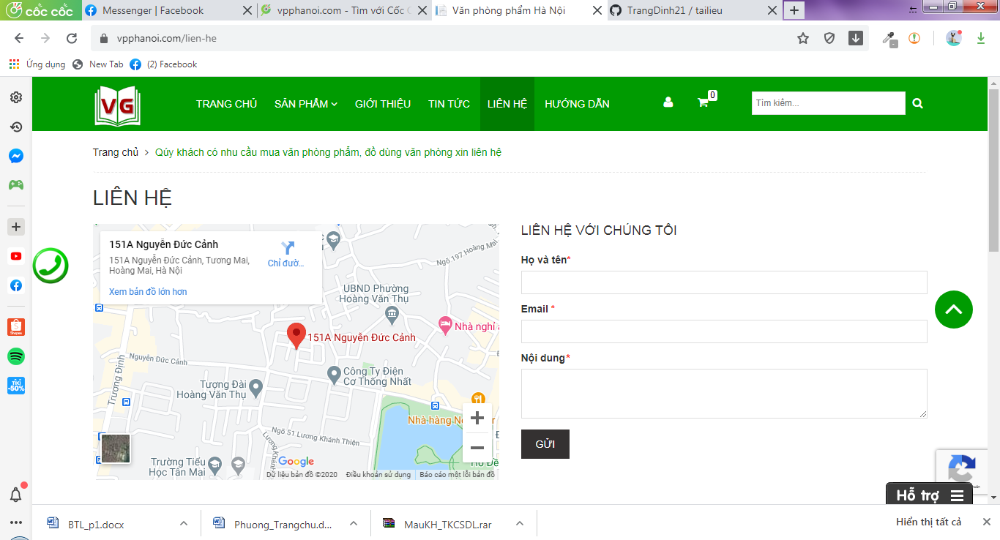 cốc cốc
Messenger | Facebook
vpphanoi.com - Tìm với Cốc C
Văn phòng phẩm Hà Nội
TrangDinh21 / tailieu
vpphanoi.com/lien-he
Ứng dụng
New Tab
(2) Facebook
VG
TRANG CHỦ
SẢN PHẨM
GIỚI THIỆU
TIN TỨC
LIÊN HỆ
HƯỚNG DẪN
0
Tìm kiếm...
Trang chủ > Qúy khách có nhu cầu mua văn phòng phẩm, đồ dùng văn phòng xin liên hệ
LIÊN HỆ
151A Nguyễn Đức Cảnh
151A Nguyễn Đức Cảnh, Tương Mai,
Hoàng Mai, Hà Nội
Chỉ đườ...
Xem bản đồ lớn hơn
Ngõ 197 Hoàng Mai
UBND Phường
Hoàng Văn Thụ
Nhà nghỉ
151A Nguyễn Đức Cảnh
Nguyễn Đức Cảnh
Trương Định
Công Ty Điện
Cơ Thống Nhất
Tượng Đài
Hoàng Văn Thụ
Nhà hàng
Ngõ 51 Lương Khánh Thiện
Trường Tiểu
Học Tân Mai
Google
Dữ liệu bản đồ ©2020
Điều khoản sử dụng
Báo cáo một lỗi bản đồ
LIÊN HỆ VỚI CHÚNG TÔI
Họ và tên*
Email *
Nội dung*
GỬI
Shopee
TIKI
-50%
Hỗ trợ
BTL_p1.docx
Phuong_Trangchu.d...
MauKH_TKCSDL.rar
Hiển thị tất cả